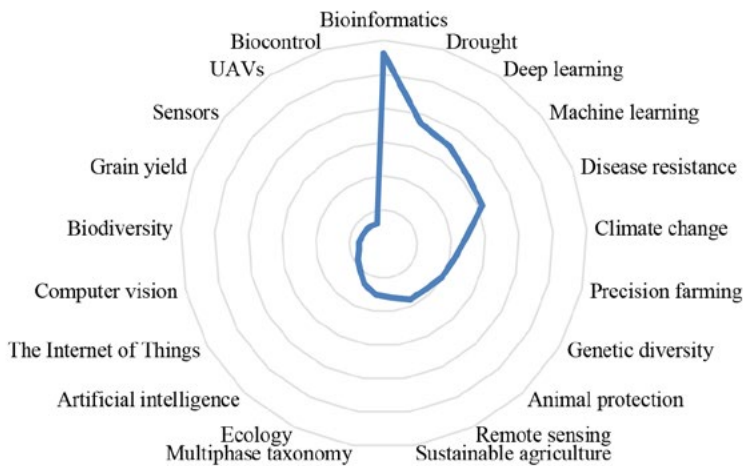 Bioinformatics
Drought
Deep learning
Machine learning
Disease resistance
Climate change
Precision farming
Genetic diversity
Animal protection
Remote sensing
Sustainable agriculture
Multiphase taxonomy
Ecology
Artificial intelligence
The Internet of Things
Computer vision
Biodiversity
Grain yield
Sensors
UAVs
Biocontrol